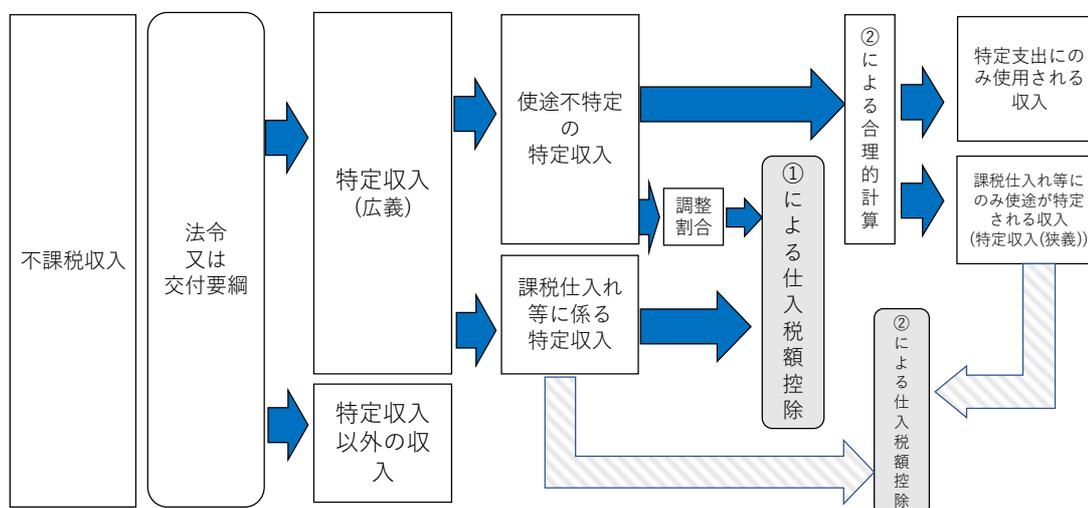 不課税収入
法令
又は
交付要綱
特定収入
(広義)
特定収入
以外の収
入
使途不特定
の
特定収入
調整
割合
課税仕入れ
等に係る
特定収入
①による仕入税額控除
②による合理的計算
特定支出にの
み使用される
収入
課税仕入れ等に
のみ使途が特定
される収入
(特定収入(狭義))
②による仕入税額控除